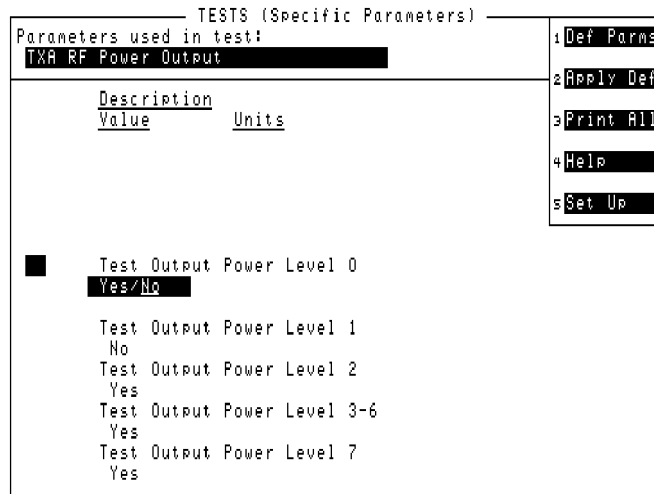 TESTS (Specific Parameters)
Parameters used in test:
TXA RF Power Output
1 Def Parms
2 Apply Def
3 Print All
4 Help
5 Set Up
Description
Value Units
Test Output Power Level 0
Yes/No
Test Output Power Level 1
No
Test Output Power Level 2
Yes
Test Output Power Level 3-6
Yes
Test Output Power Level 7
Yes